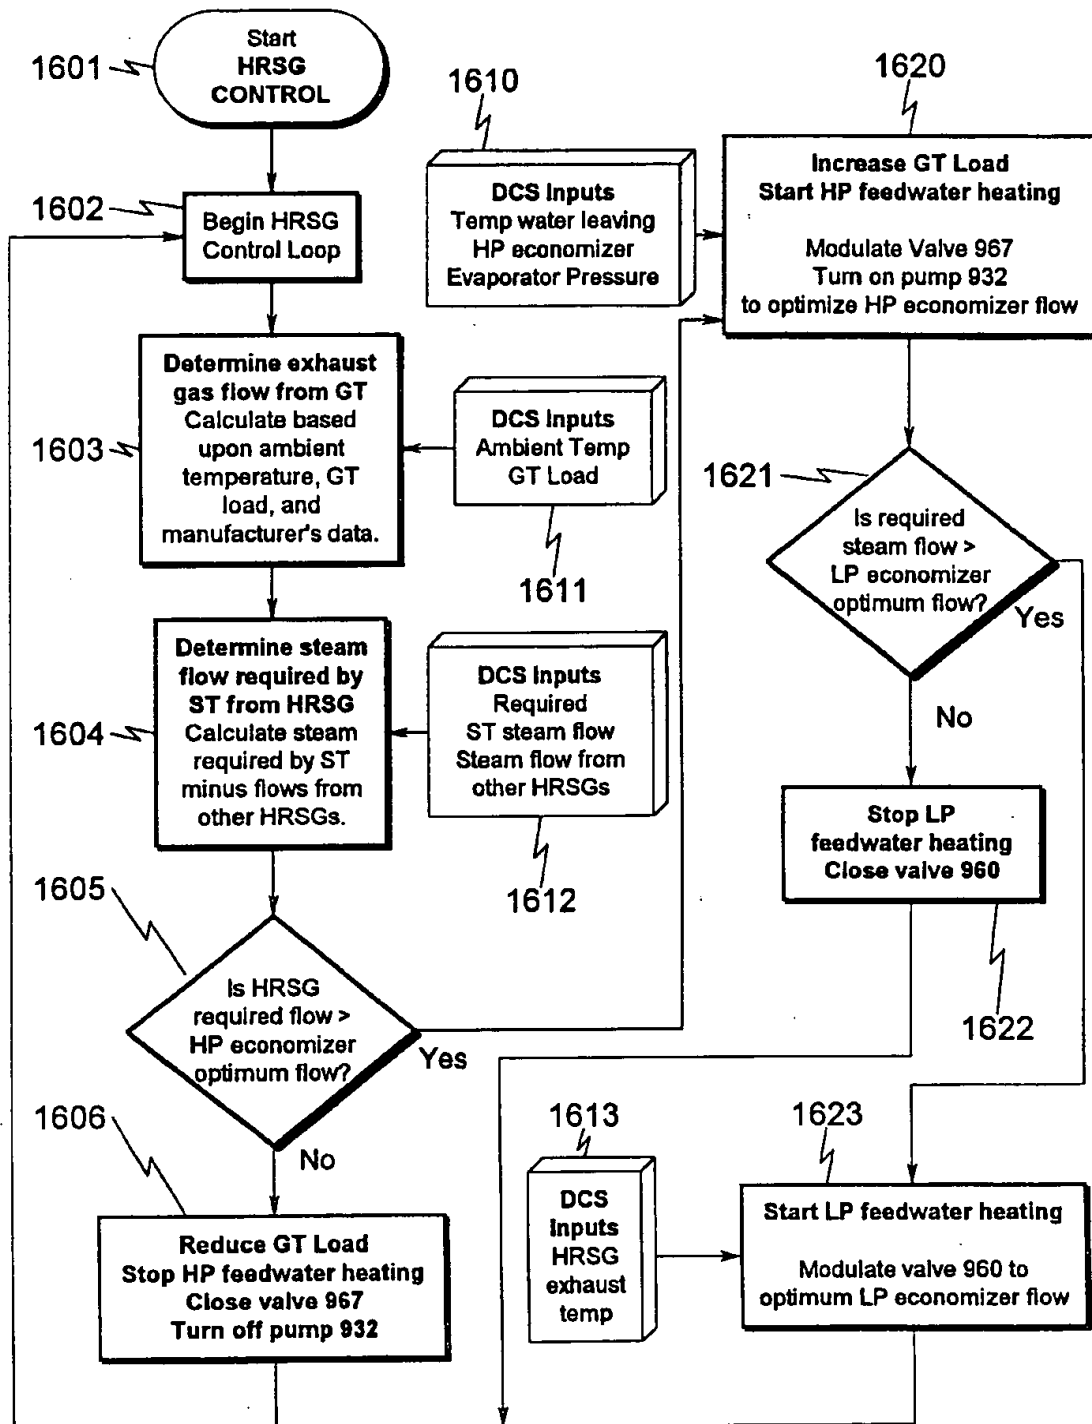 1601
Start
HRSG
CONTROL
1602
Begin HRSG
Control Loop
1603
Determine exhaust
gas flow from GT
Calculate based
upon ambient
temperature, GT
load, and
manufacturer's data.
DCS Inputs
Ambient Temp
GT Load
1611
1604
Determine steam
flow required by
ST from HRSG
Calculate steam
required by ST
minus flows from
other HRSGs.
DCS Inputs
Required
ST steam flow
Steam flow from
other HRSGs
1612
1605
Is HRSG
required flow >
HP economizer
optimum flow?
Yes
No
1606
Reduce GT Load
Stop HP feedwater heating
Close valve 967
Turn off pump 932
1610
DCS Inputs
Temp water leaving
HP economizer
Evaporator Pressure
1620
Increase GT Load
Start HP feedwater heating
Modulate Valve 967
Turn on pump 932
to optimize HP economizer flow
1621
Is required
steam flow >
LP economizer
optimum flow?
Yes
No
Stop LP
feedwater heating
Close valve 960
1622
1613
DCS
Inputs
HRSG
exhaust
temp
1623
Start LP feedwater heating
Modulate valve 960 to
optimum LP economizer flow